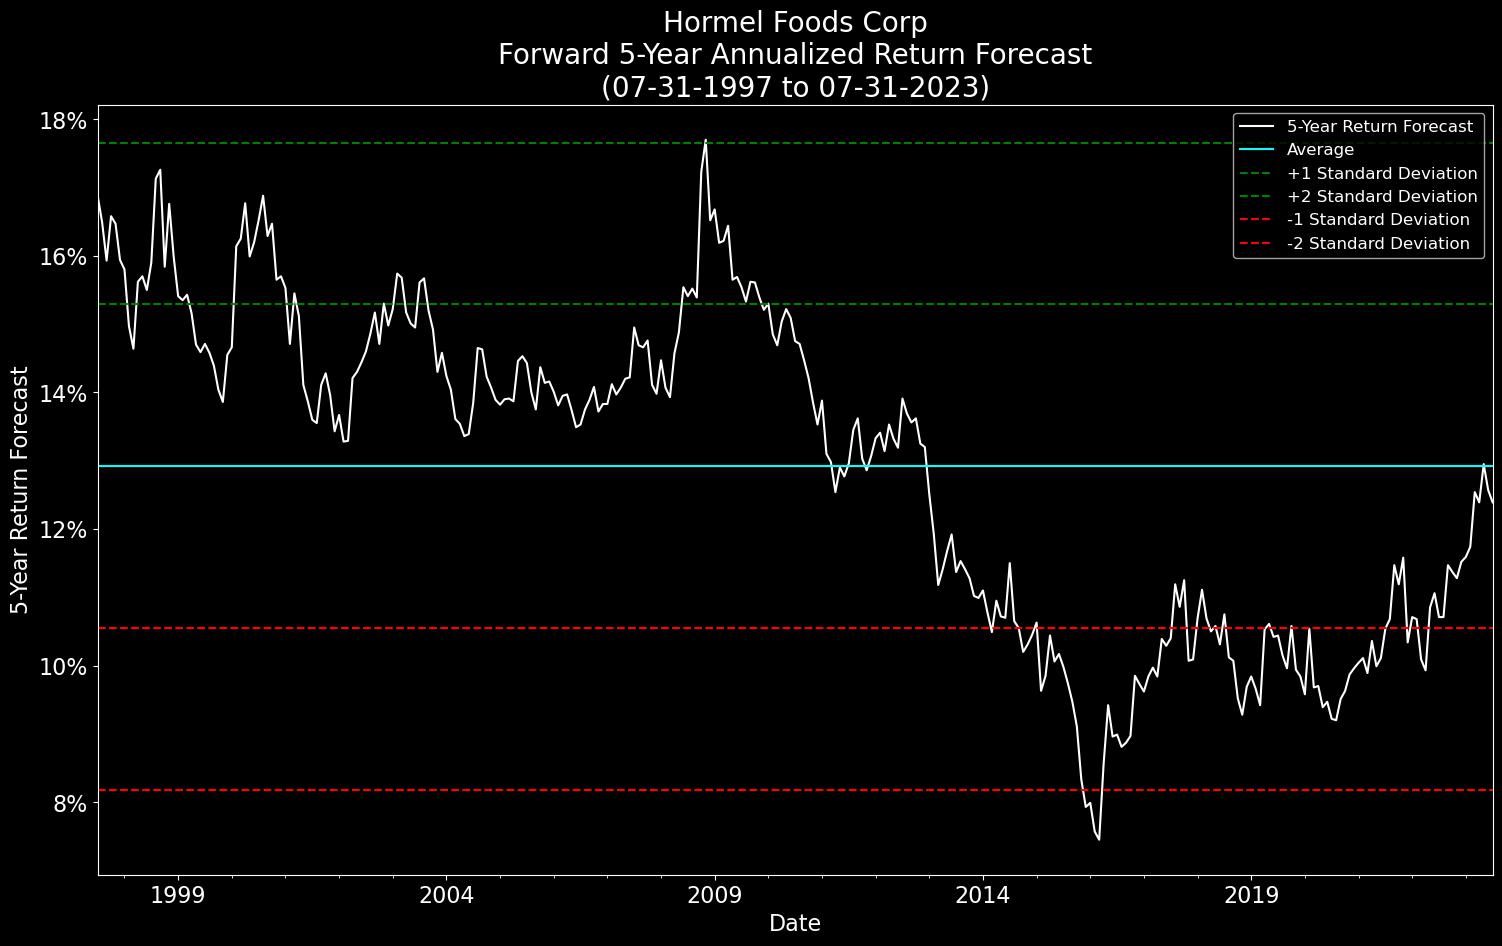 Hormel Foods Corp
Forward 5-Year Annualized Return Forecast
(07-31-1997 to 07-31-2023)
18%
16%
14%
12%
10%
8%
5-Year Return Forecast
5-Year Return Forecast
Average
+1 Standard Deviation
+2 Standard Deviation
-1 Standard Deviation
-2 Standard Deviation
1999
2004
2009
2014
2019
Date